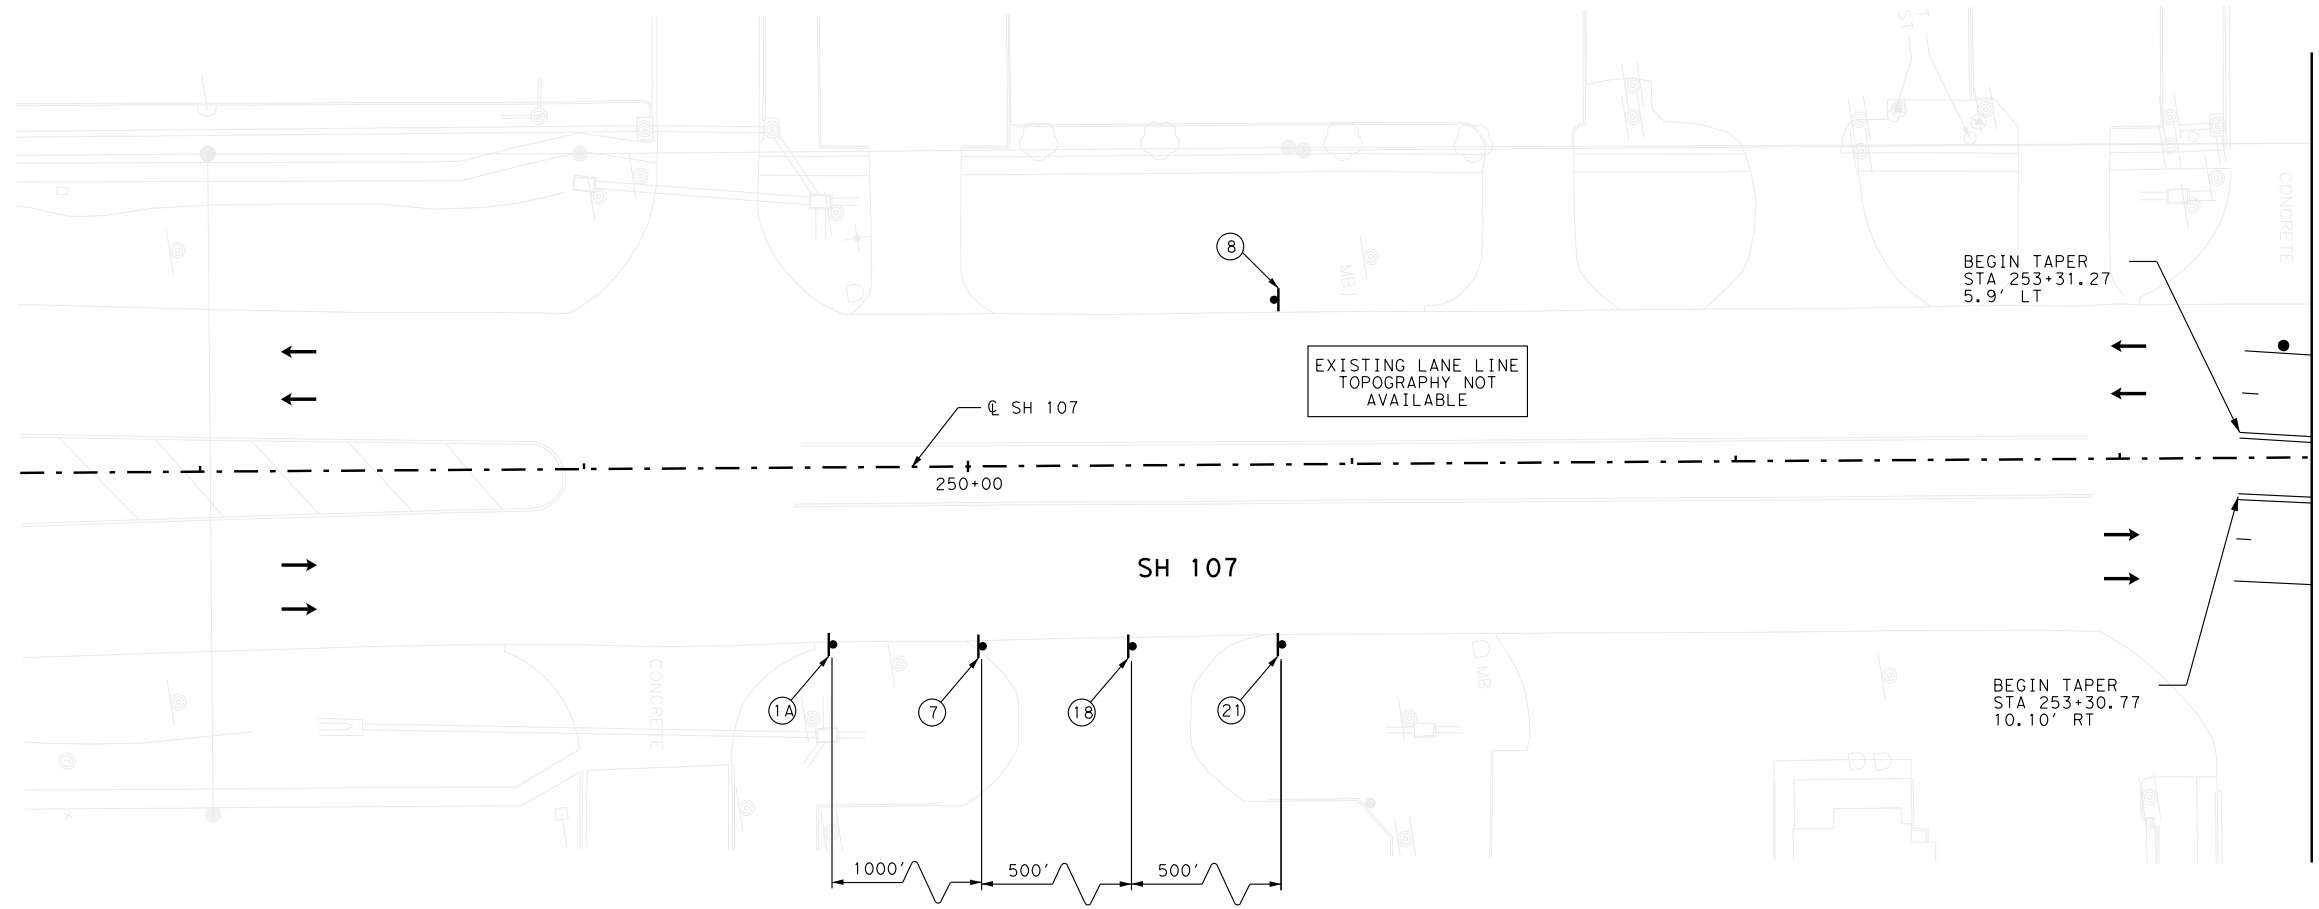 T
ST
CONCRETE
8
D
MB
BEGIN TAPER
STA 253+31.27
5.9' LT
EXISTING LANE LINE
TOPOGRAPHY NOT
AVAILABLE
℄ SH 107
250+00
SH 107
CONCRETE
1A
7
18
21
D
MB
BEGIN TAPER
STA 253+30.77
10.10' RT
D D
1000'
500'
500'